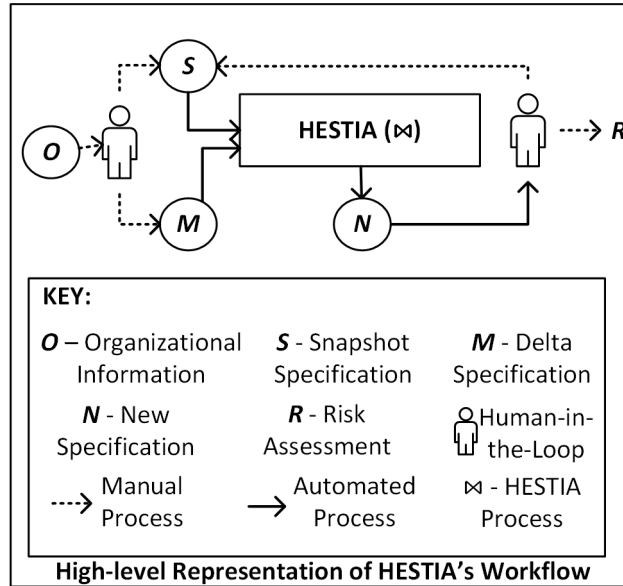 S
HESTIA (⋈)
O
R
M
N
KEY:
O – Organizational Information
S - Snapshot Specification
M - Delta Specification
N - New Specification
R - Risk Assessment
Human-in-the-Loop
Manual Process
Automated Process
⋈ - HESTIA Process
High-level Representation of HESTIA's Workflow